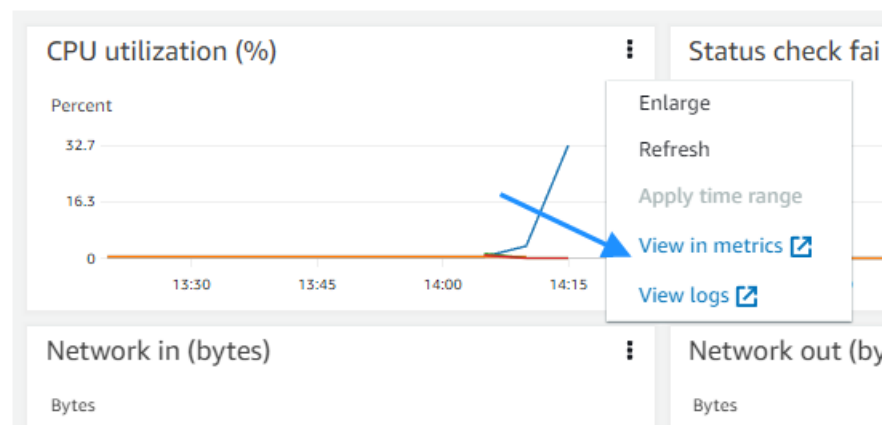 CPU utilization (%)
Percent
32.7
16.3
0
13:30 13:45 14:00 14:15
Status check fai
Enlarge
Refresh
Apply time range
View in metrics
View logs
Network in (bytes)
Bytes
Network out (by
Bytes